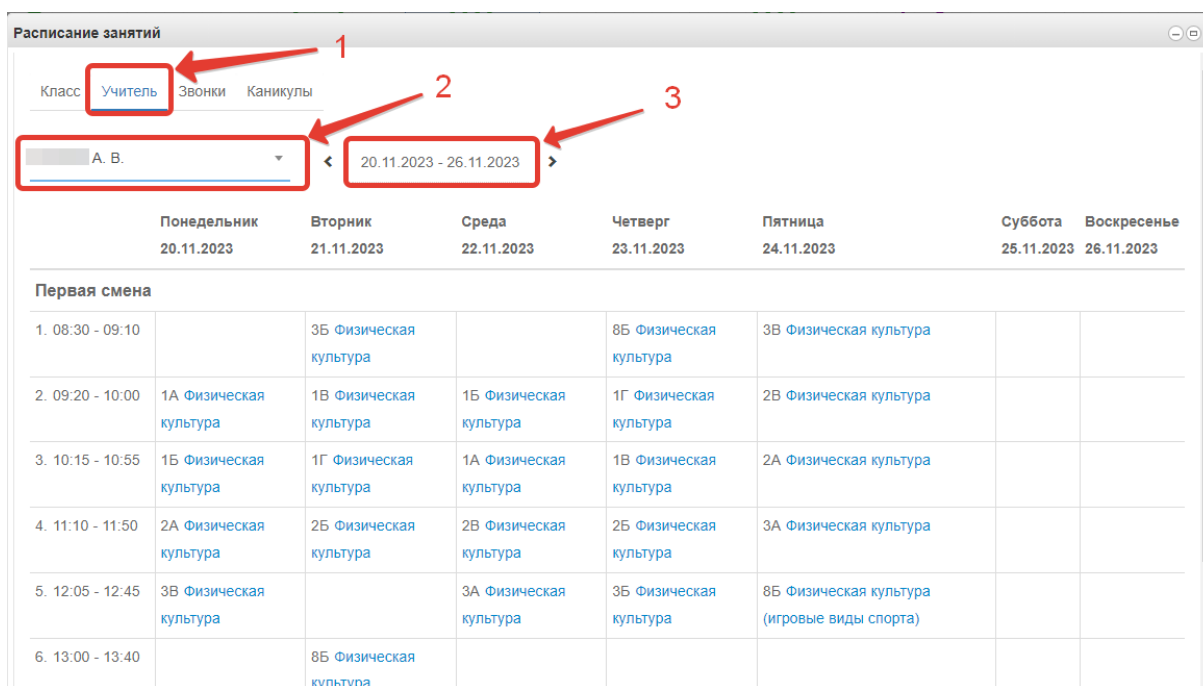 Расписание занятий
1
Класс Учитель Звонки Каникулы
2
3
А. В.
20.11.2023 - 26.11.2023
Понедельник Вторник Среда Четверг Пятница Суббота Воскресенье
20.11.2023 21.11.2023 22.11.2023 23.11.2023 24.11.2023 25.11.2023 26.11.2023
Первая смена
1. 08:30 - 09:10 3Б Физическая 8Б Физическая 3В Физическая культура
культура культура
2. 09:20 - 10:00 1А Физическая 1В Физическая 1Б Физическая 1Г Физическая 2В Физическая культура
культура культура культура культура
3. 10:15 - 10:55 1Б Физическая 1Г Физическая 1А Физическая 1В Физическая 2А Физическая культура
культура культура культура культура
4. 11:10 - 11:50 2А Физическая 2Б Физическая 2В Физическая 2Б Физическая 3А Физическая культура
культура культура культура культура
5. 12:05 - 12:45 3В Физическая 3А Физическая 3Б Физическая 8Б Физическая культура
культура культура культура (игровые виды спорта)
6. 13:00 - 13:40 8Б Физическая
культура